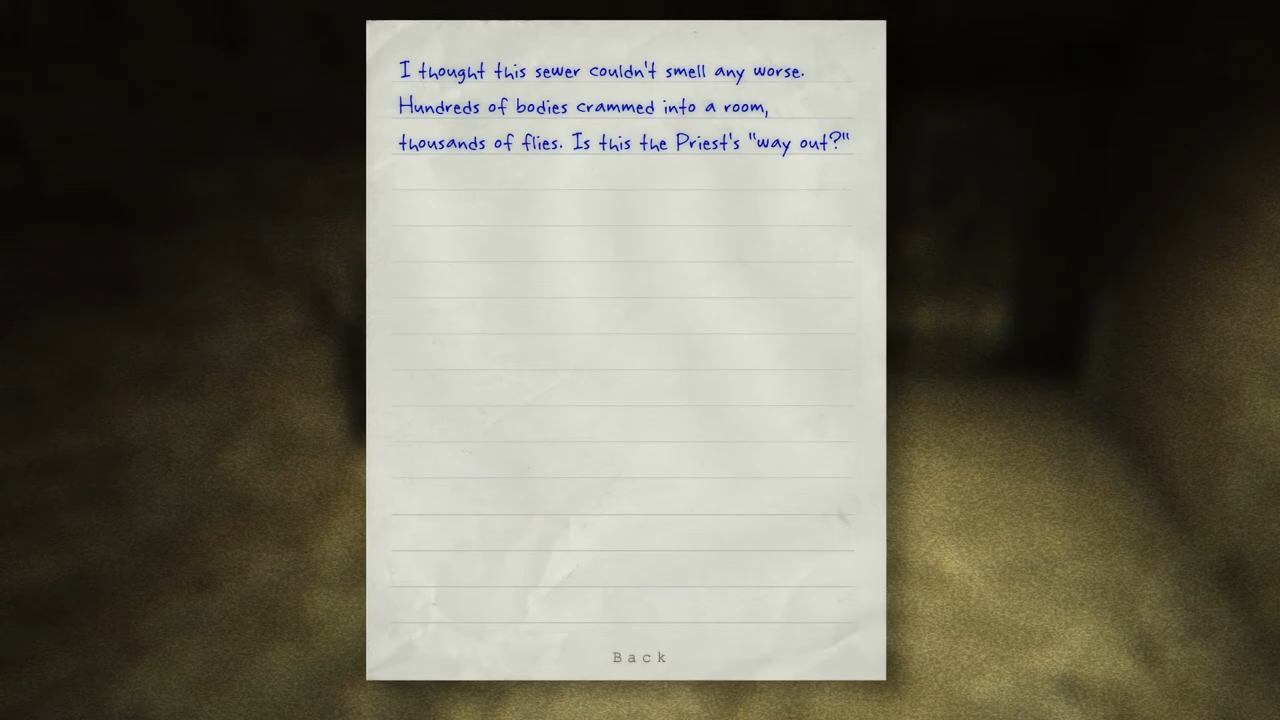 I thought this sewer couldn't smell any worse.
Hundreds of bodies crammed into a room,
thousands of flies. Is this the Priest's "way out?"
Back